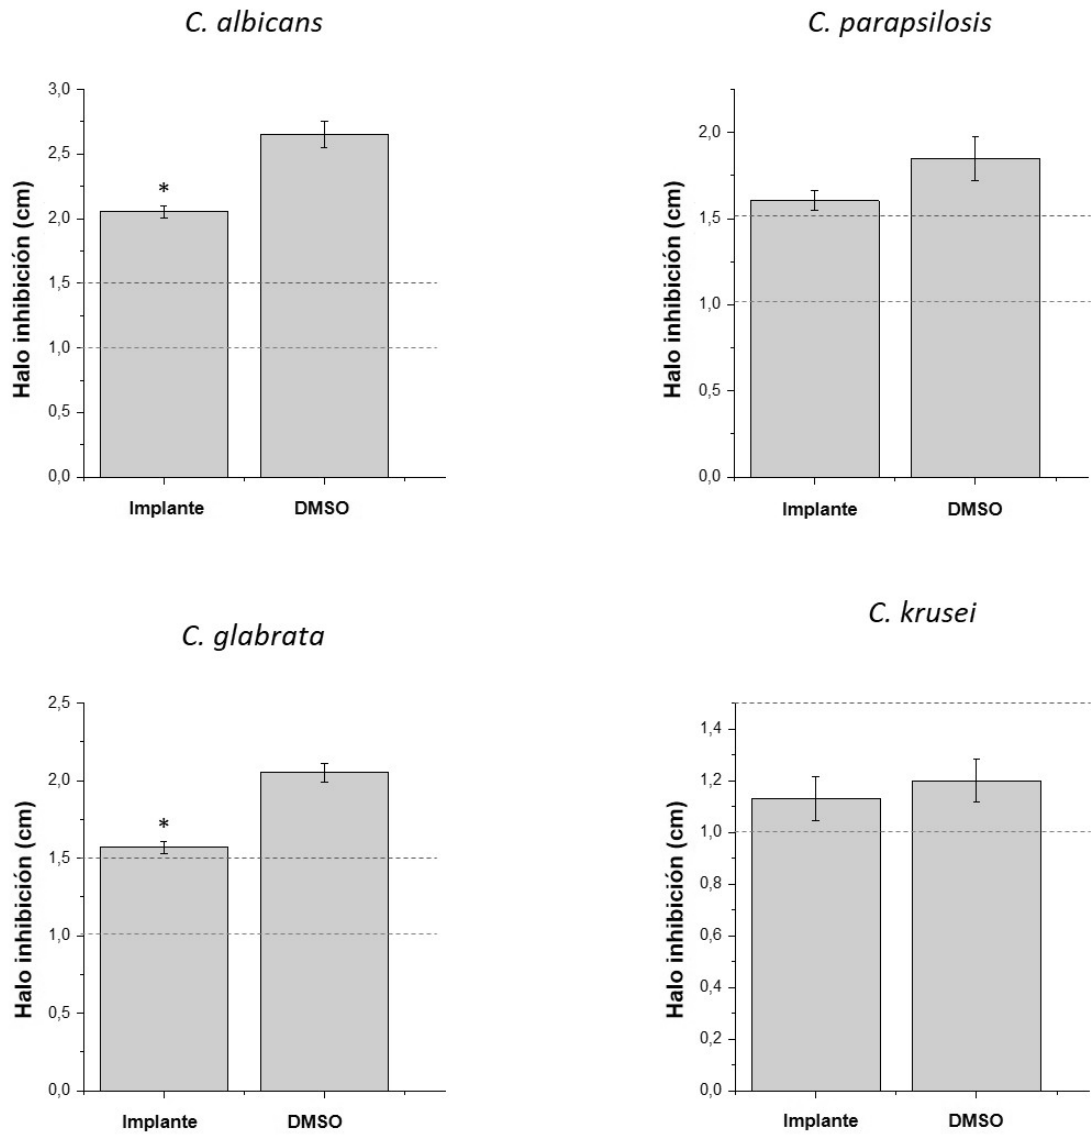 C. albicans
Halo inhibición (cm)
3,0
2,5
2,0
1,5
1,0
0,5
0,0
*
Implante DMSO
C. parapsilosis
Halo inhibición (cm)
2,0
1,5
1,0
0,5
0,0
Implante DMSO
C. glabrata
Halo inhibición (cm)
2,5
2,0
1,5
1,0
0,5
0,0
*
Implante DMSO
C. krusei
Halo inhibición (cm)
1,4
1,2
1,0
0,8
0,6
0,4
0,2
0,0
Implante DMSO